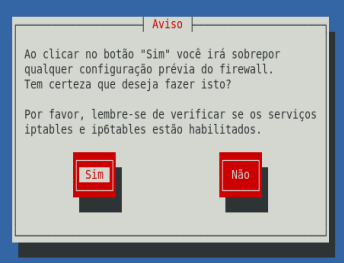 Aviso
Ao clicar no botão "Sim" você irá sobrepor
qualquer configuração prévia do firewall.
Tem certeza que deseja fazer isto?
Por favor, lembre-se de verificar se os serviços
iptables e ip6tables estão habilitados.
Sim Não